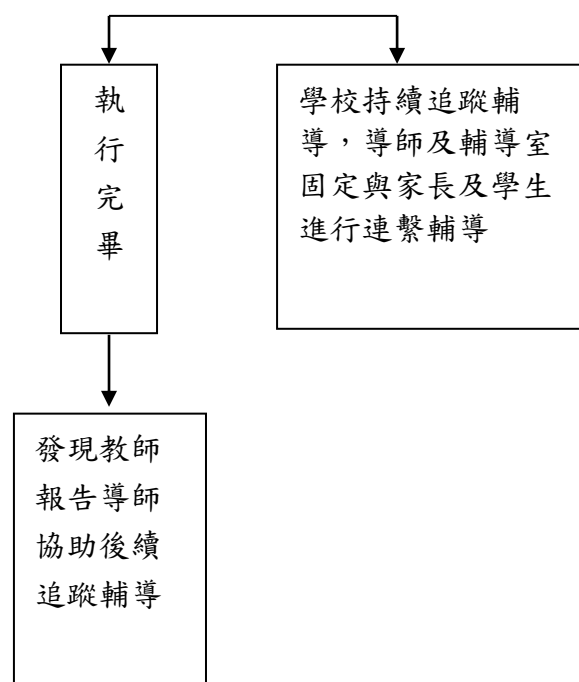 執
行
完
畢
學校持續追蹤輔
導，導師及輔導室
固定與家長及學生
進行連繫輔導
發現教師
報告導師
協助後續
追蹤輔導